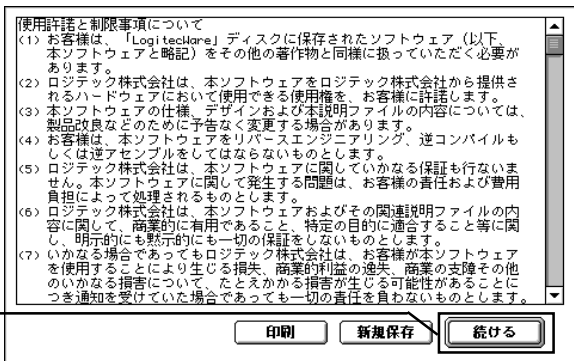 使用許諾と制限事項について
(1) お客様は、「LogitecWare」ディスクに保存されたソフトウェア（以下、
本ソフトウェアと略記）をその他の著作物と同様に扱っていただく必要が
あります。
(2) ロジテック株式会社は、本ソフトウェアをロジテック株式会社から提供さ
れるハードウェアにおいて使用できる使用権を、お客様に許諾します。
(3) 本ソフトウェアの仕様、デザインおよび本説明ファイルの内容については、
製品改良などのために予告なく変更する場合があります。
(4) お客様は、本ソフトウェアをリバースエンジニアリング、逆コンパイルも
しくは逆アセンブルをしてはならないものとします。
(5) ロジテック株式会社は、本ソフトウェアに関していかなる保証も行ないま
せん。本ソフトウェアに関して発生する問題は、お客様の責任および費用
負担によって処理されるものとします。
(6) ロジテック株式会社は、本ソフトウェアおよびその関連説明ファイルの内
容に関して、商業的に有用であること、特定の目的に適合すること等に関
し、明示的にも黙示的にも一切の保証をしないものとします。
(7) いかなる場合であってもロジテック株式会社は、お客様が本ソフトウェア
を使用することにより生じる損失、商業的利益の逸失、商業の支障その他
のいかなる損害について、たとえかかる損害が生じる可能性があることに
つき通知を受けていた場合であっても一切の責任を負わないものとします。
印刷 新規保存 続ける